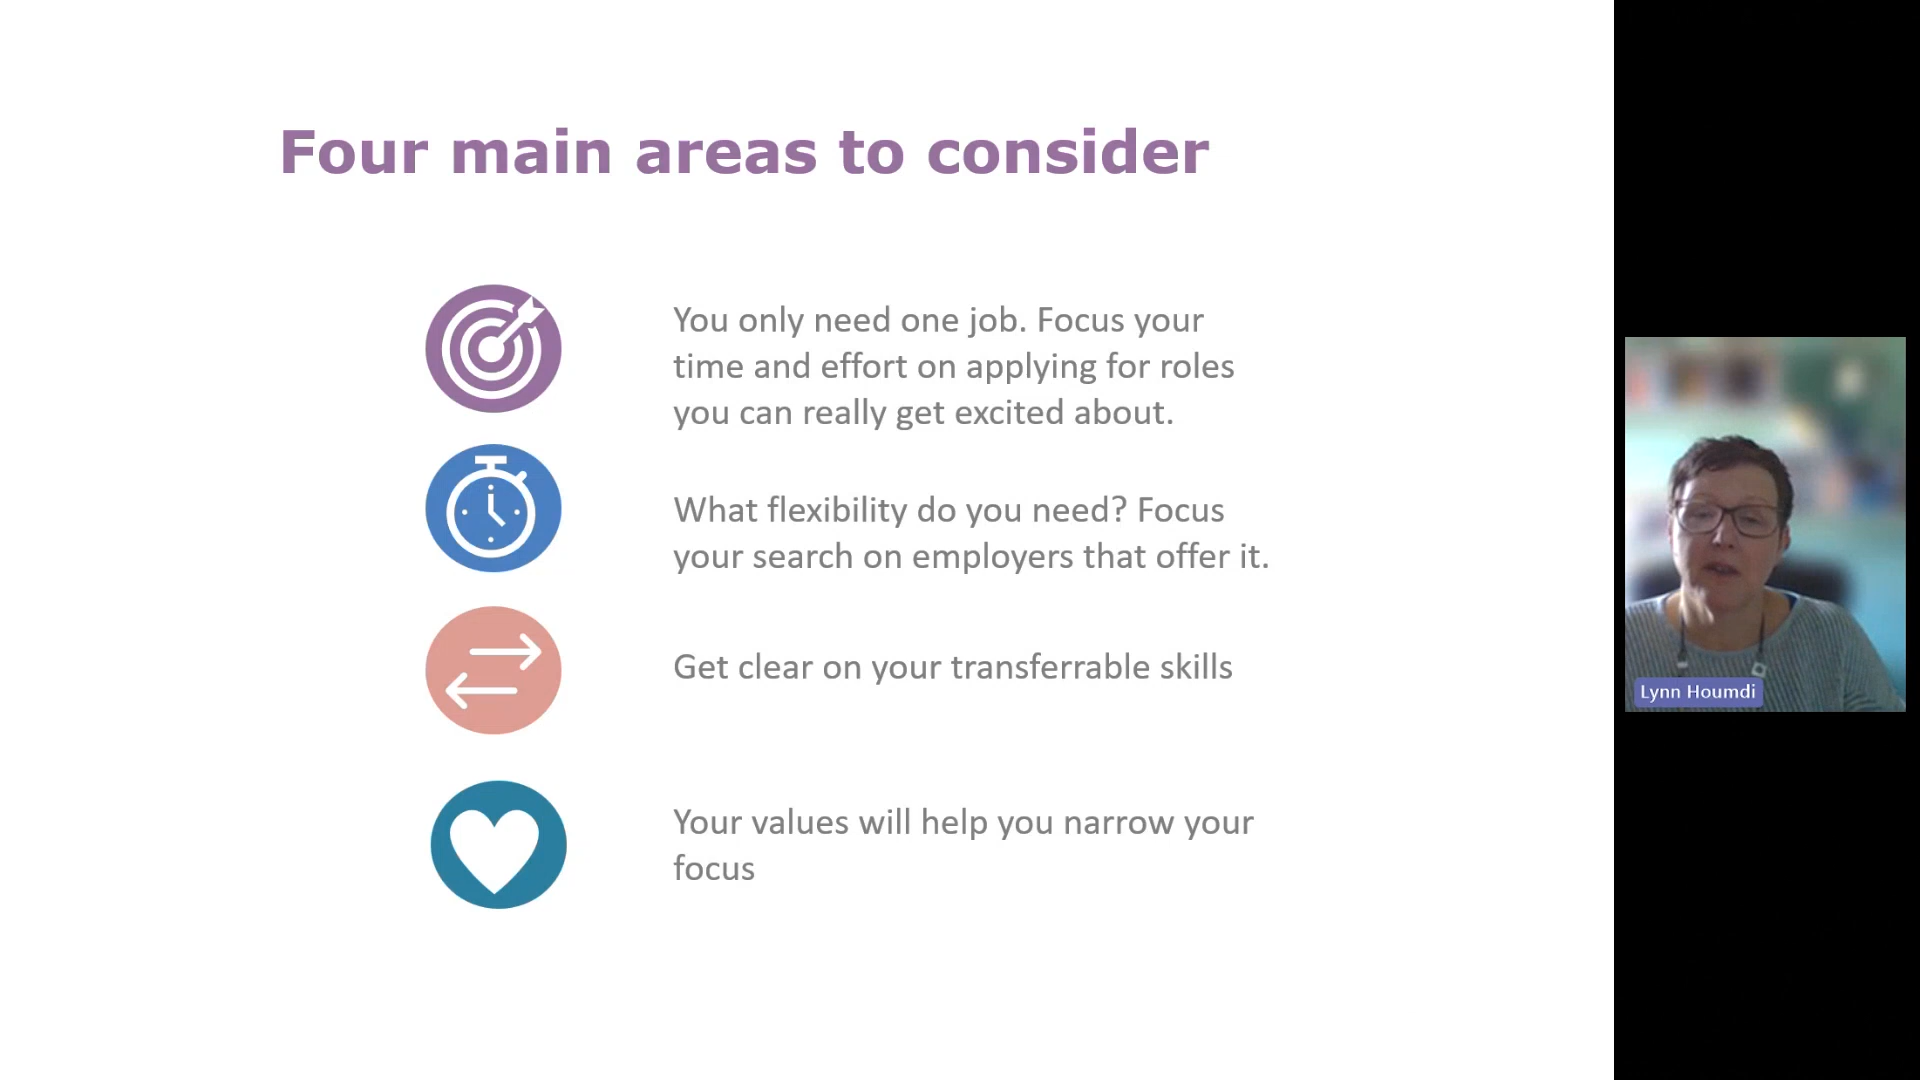 Four main areas to consider
You only need one job. Focus your
time and effort on applying for roles
you can really get excited about.
What flexibility do you need? Focus
your search on employers that offer it.
Get clear on your transferrable skills
Your values will help you narrow your
focus
Lynn Houmdi